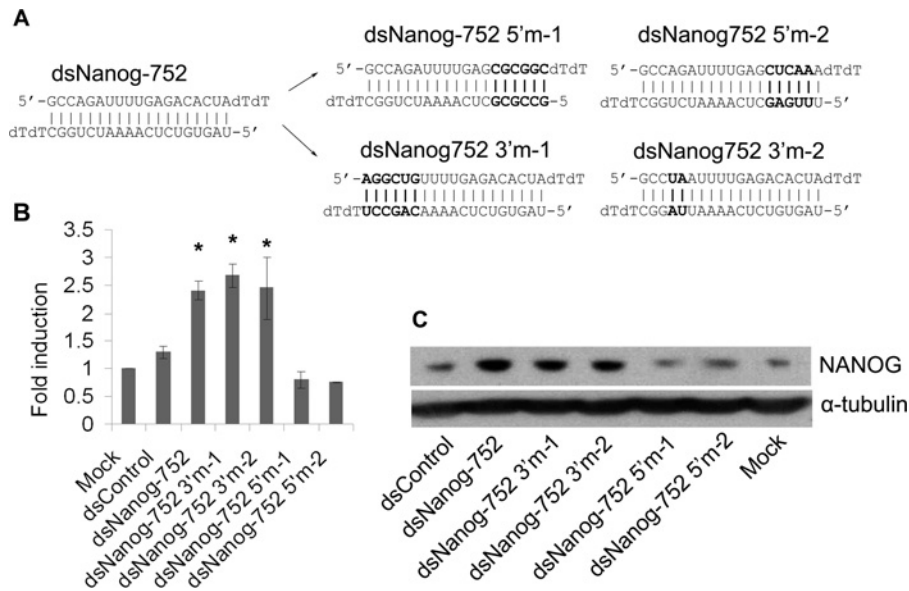 A
dsNanog-752
5'-GCCAGAUUUUGAGACACUAdTdT
dTdTCGGUCUAAAACUCUGUGAU-5'
dsNanog-752 5'm-1
5'-GCCAGAUUUUGAGCGCGGCdTdT
dTdTCGGUCUAAAACUCGCGCCG-5
dsNanog752 5'm-2
5'-GCCAGAUUUUGAGCUCAAAdTdT
dTdTCGGUCUAAAACUCGAGUUU-5'
dsNanog752 3'm-1
5'-AGGCUGUUUUGAGACACUAdTdT
dTdTUCCGACAAAACUCUGUGAU-5'
dsNanog752 3'm-2
5'-GCCUAAUUUUGAGACACUAdTdT
dTdTCGGAUUAAAACUCUGUGAU-5'
B
Fold induction
3.5
3
2.5
2
1.5
1
0.5
0
* * *
Mock
dsControl
dsNanog-752
dsNanog-752 3'm-1
dsNanog-752 3'm-2
dsNanog-752 5'm-1
dsNanog-752 5'm-2
C
NANOG
α-tubulin
dsControl
dsNanog-752
dsNanog-752 3'm-1
dsNanog-752 3'm-2
dsNanog-752 5'm-1
dsNanog-752 5'm-2
Mock